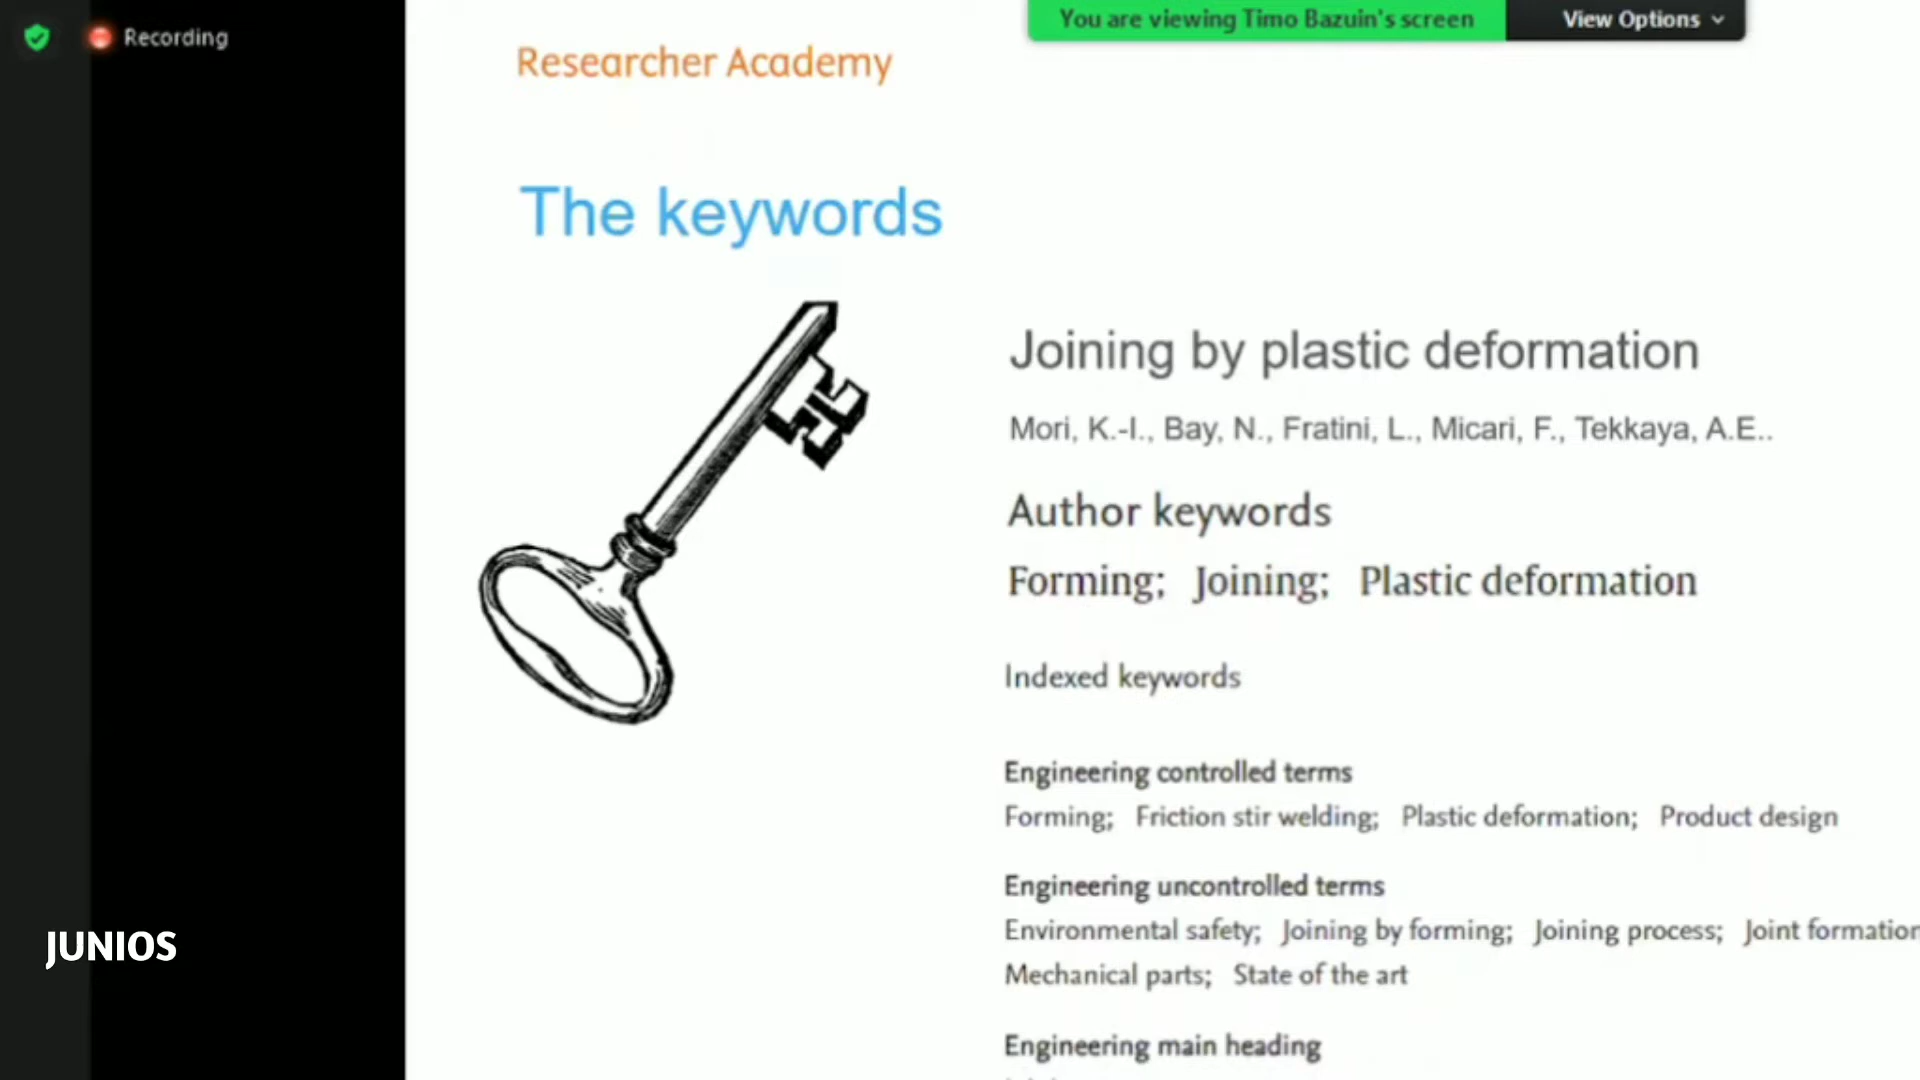 Recording
You are viewing Timo Bazuin's screen
View Options
Researcher Academy
The keywords
Joining by plastic deformation
Mori, K.-I., Bay, N., Fratini, L., Micari, F., Tekkaya, A.E..
Author keywords
Forming; Joining; Plastic deformation
Indexed keywords
Engineering controlled terms
Forming; Friction stir welding; Plastic deformation; Product design
Engineering uncontrolled terms
Environmental safety; Joining by forming; Joining process; Joint formation
Mechanical parts; State of the art
Engineering main heading
JUNIOS